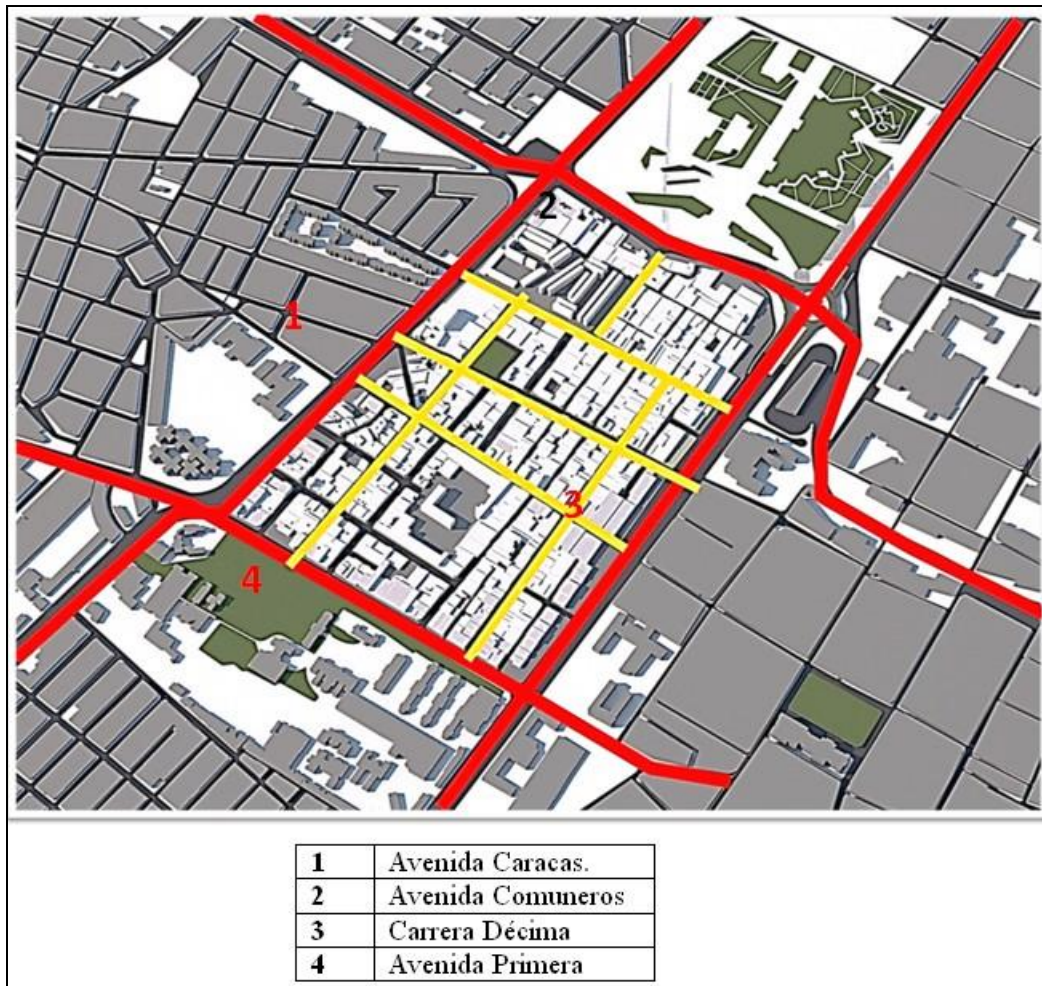 2
1
3
4
1 Avenida Caracas.
2 Avenida Comuneros
3 Carrera Décima
4 Avenida Primera